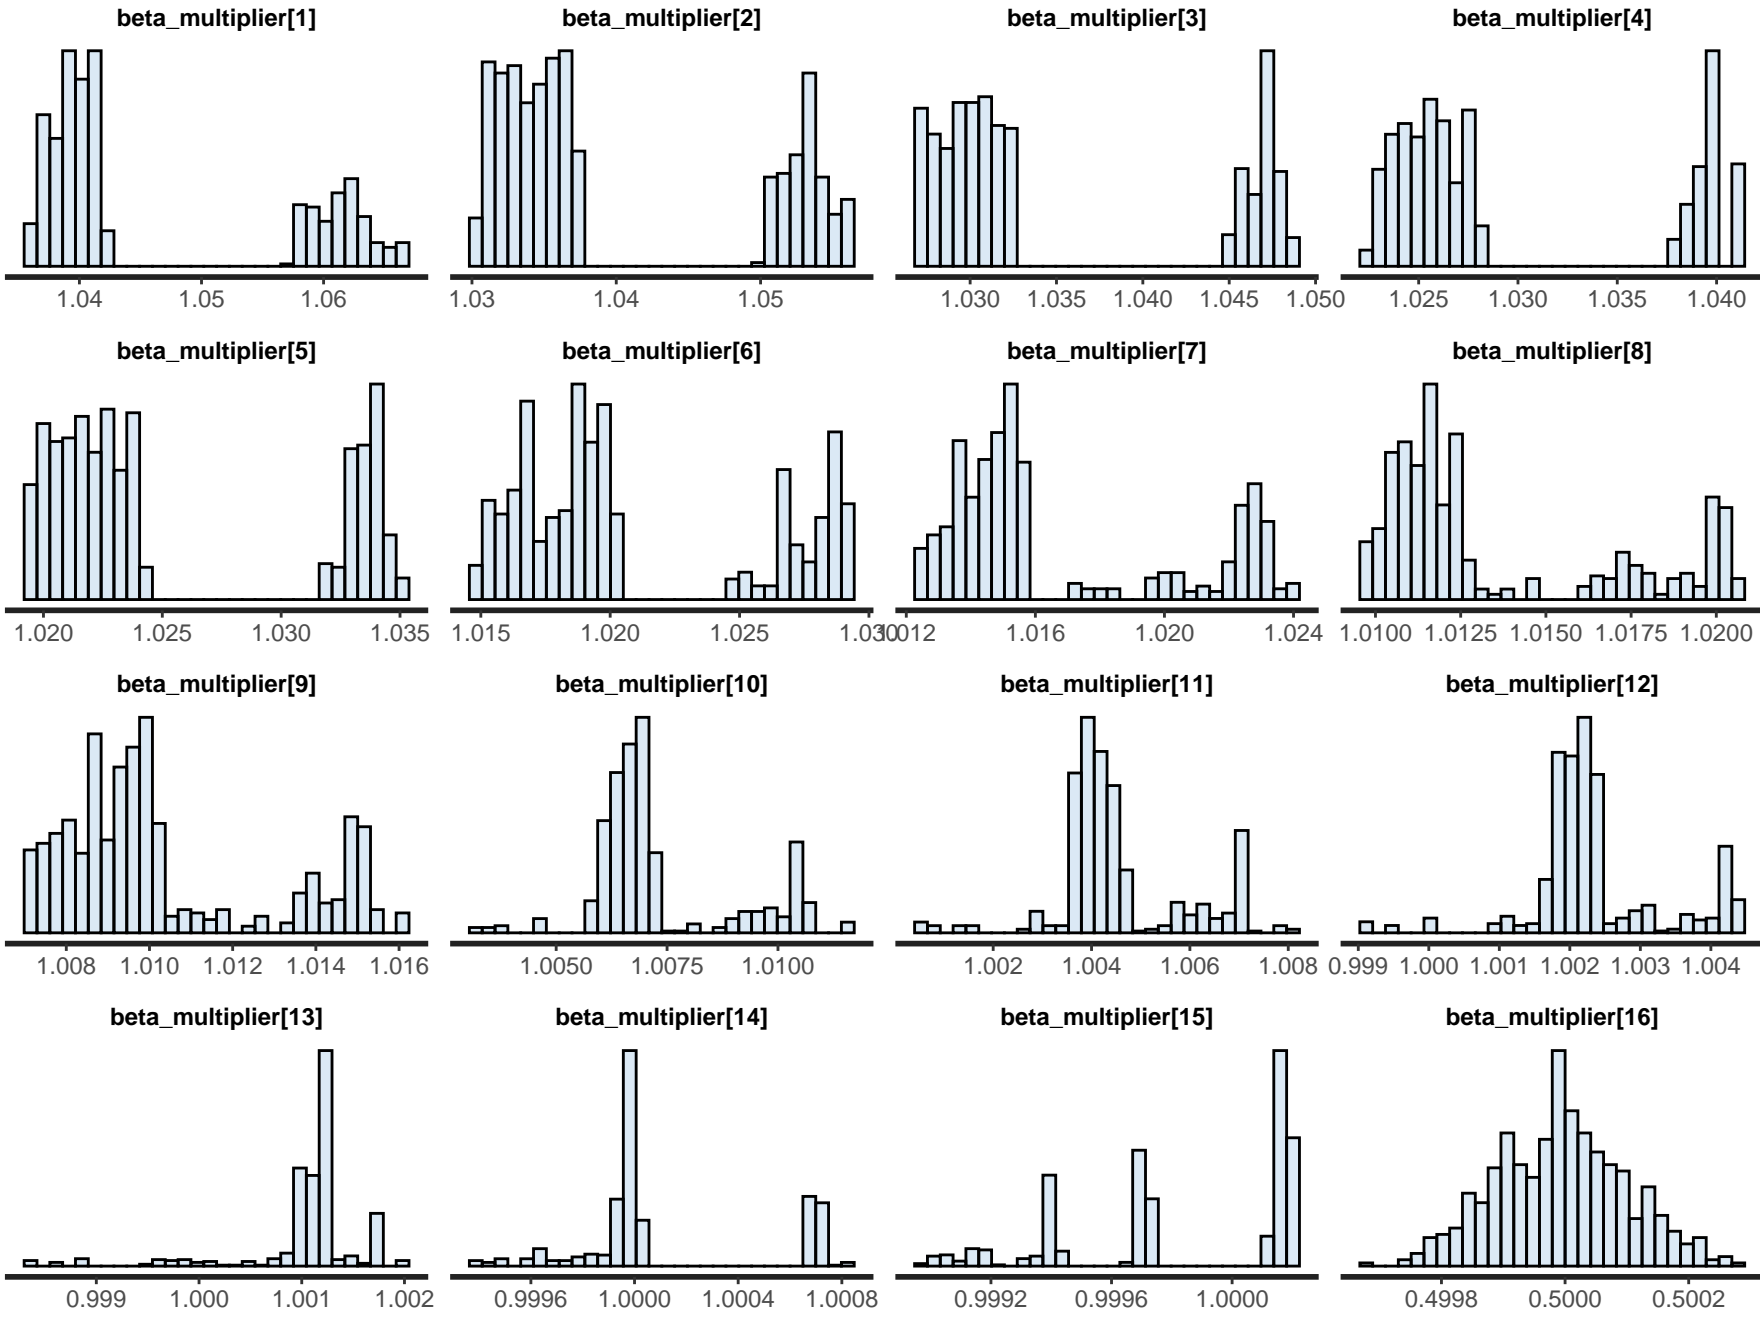 beta_multiplier[1] beta_multiplier[2] beta_multiplier[3] beta_multiplier[4]
1.04 1.05 1.06 1.03 1.04 1.05 1.030 1.035 1.040 1.045 1.050 1.025 1.030 1.035 1.040
beta_multiplier[5] beta_multiplier[6] beta_multiplier[7] beta_multiplier[8]
1.020 1.025 1.030 1.035 1.015 1.020 1.025 1.030 1.012 1.016 1.020 1.024 1.0100 1.0125 1.0150 1.0175 1.0200
beta_multiplier[9] beta_multiplier[10] beta_multiplier[11] beta_multiplier[12]
1.008 1.010 1.012 1.014 1.016 1.0050 1.0075 1.0100 1.002 1.004 1.006 1.008 0.999 1.000 1.001 1.002 1.003 1.004
beta_multiplier[13] beta_multiplier[14] beta_multiplier[15] beta_multiplier[16]
0.999 1.000 1.001 1.002 0.9996 1.0000 1.0004 1.0008 0.9992 0.9996 1.0000 0.4998 0.5000 0.5002